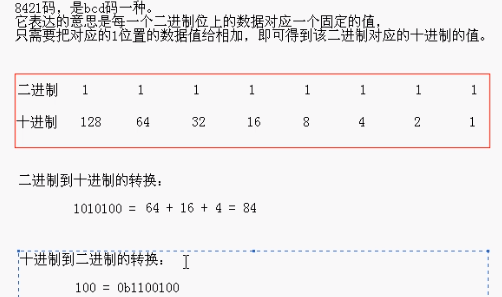 8421码，是bcd码一种。
它表达的意思是每一个二进制位上的数据对应一个固定的值，
只需要把对应的1位置的数据值给相加，即可得到该二进制对应的十进制的值。
二进制 1 1 1 1 1 1 1 1
十进制 128 64 32 16 8 4 2 1
二进制到十进制的转换：
1010100 = 64 + 16 + 4 = 84
十进制到二进制的转换：
100 = 0b1100100